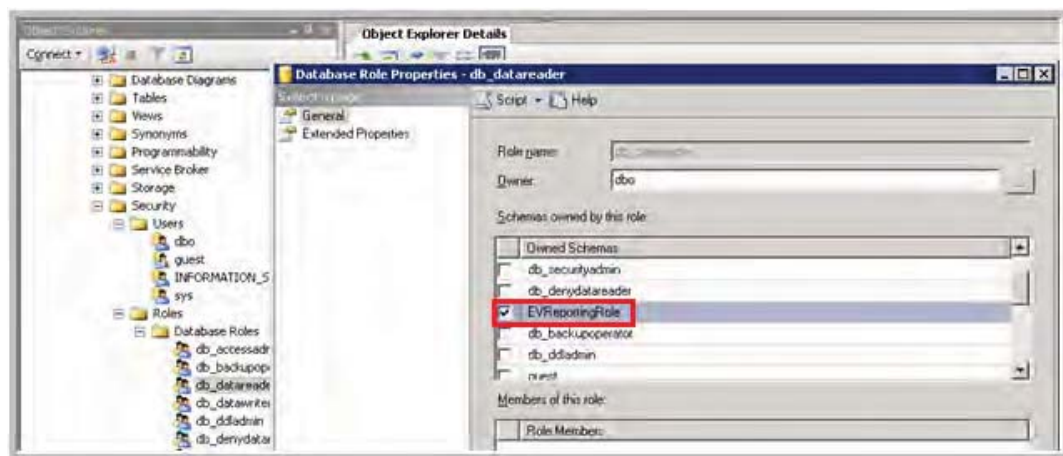 Object Explorer Details
Connect
Database Diagrams
Tables
Views
Synonyms
Programmability
Service Broker
Storage
Security
Users
dbo
guest
INFORMATION_S
sys
Roles
Database Roles
db_accessadr
db_backupop
db_datareade
db_datawriter
db_ddladmin
db_denydatar
Database Role Properties - db_datareader
General
Extended Properties
Script
Help
Role name:
Owner:
dbo
...
Schemas owned by this role:
Owned Schemas
db_securityadmin
db_denydatareader
EVReportingRole
db_backupoperator
db_ddladmin
guest
Members of this role:
Role Members